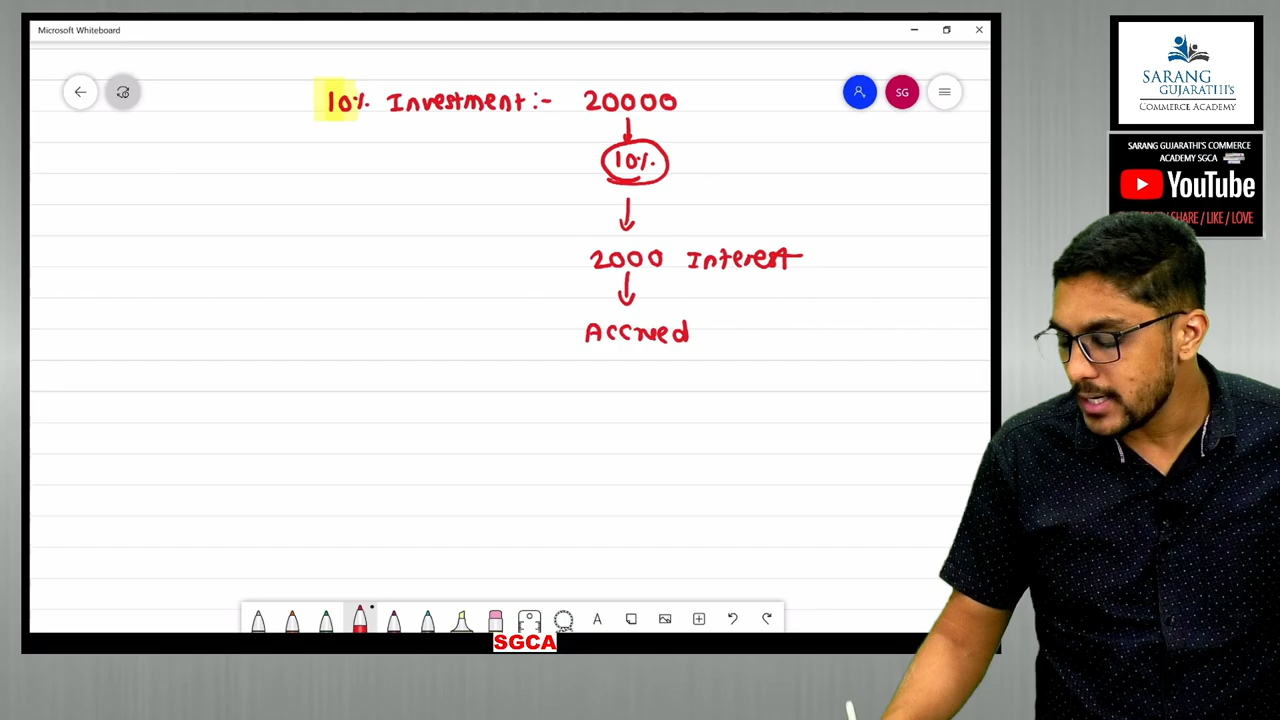 Microsoft Whiteboard
10% Investment :- 20000
10%
2000 Interest
Accrued
SG
SARANG
GUJARATHI'S
COMMERCE ACADEMY
SARANG GUJARATHI'S COMMERCE
ACADEMY SGCA
YouTube
/ SHARE / LIKE / LOVE
A
SGCA